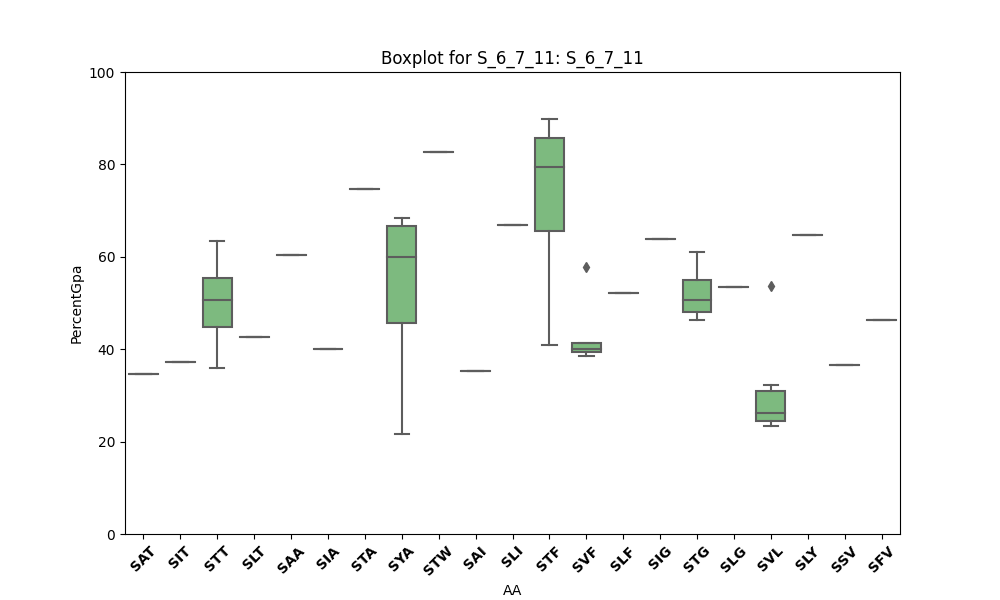 Boxplot for S_6_7_11: S_6_7_11
100
80
60
40
20
0
PercentGpa
SAT SIT STT SLT SAA SIA STA SYA STW SAI SLI STF SVF SLF SIG STG SLG SVL SLY SSV SFV
AA